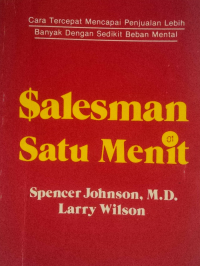 Cara Tercepat Mencapai Penjualan Lebih
Banyak Dengan Sedikit Beban Mental
$alesman
Satu Menit
Spencer Johnson, M.D.
Larry Wilson